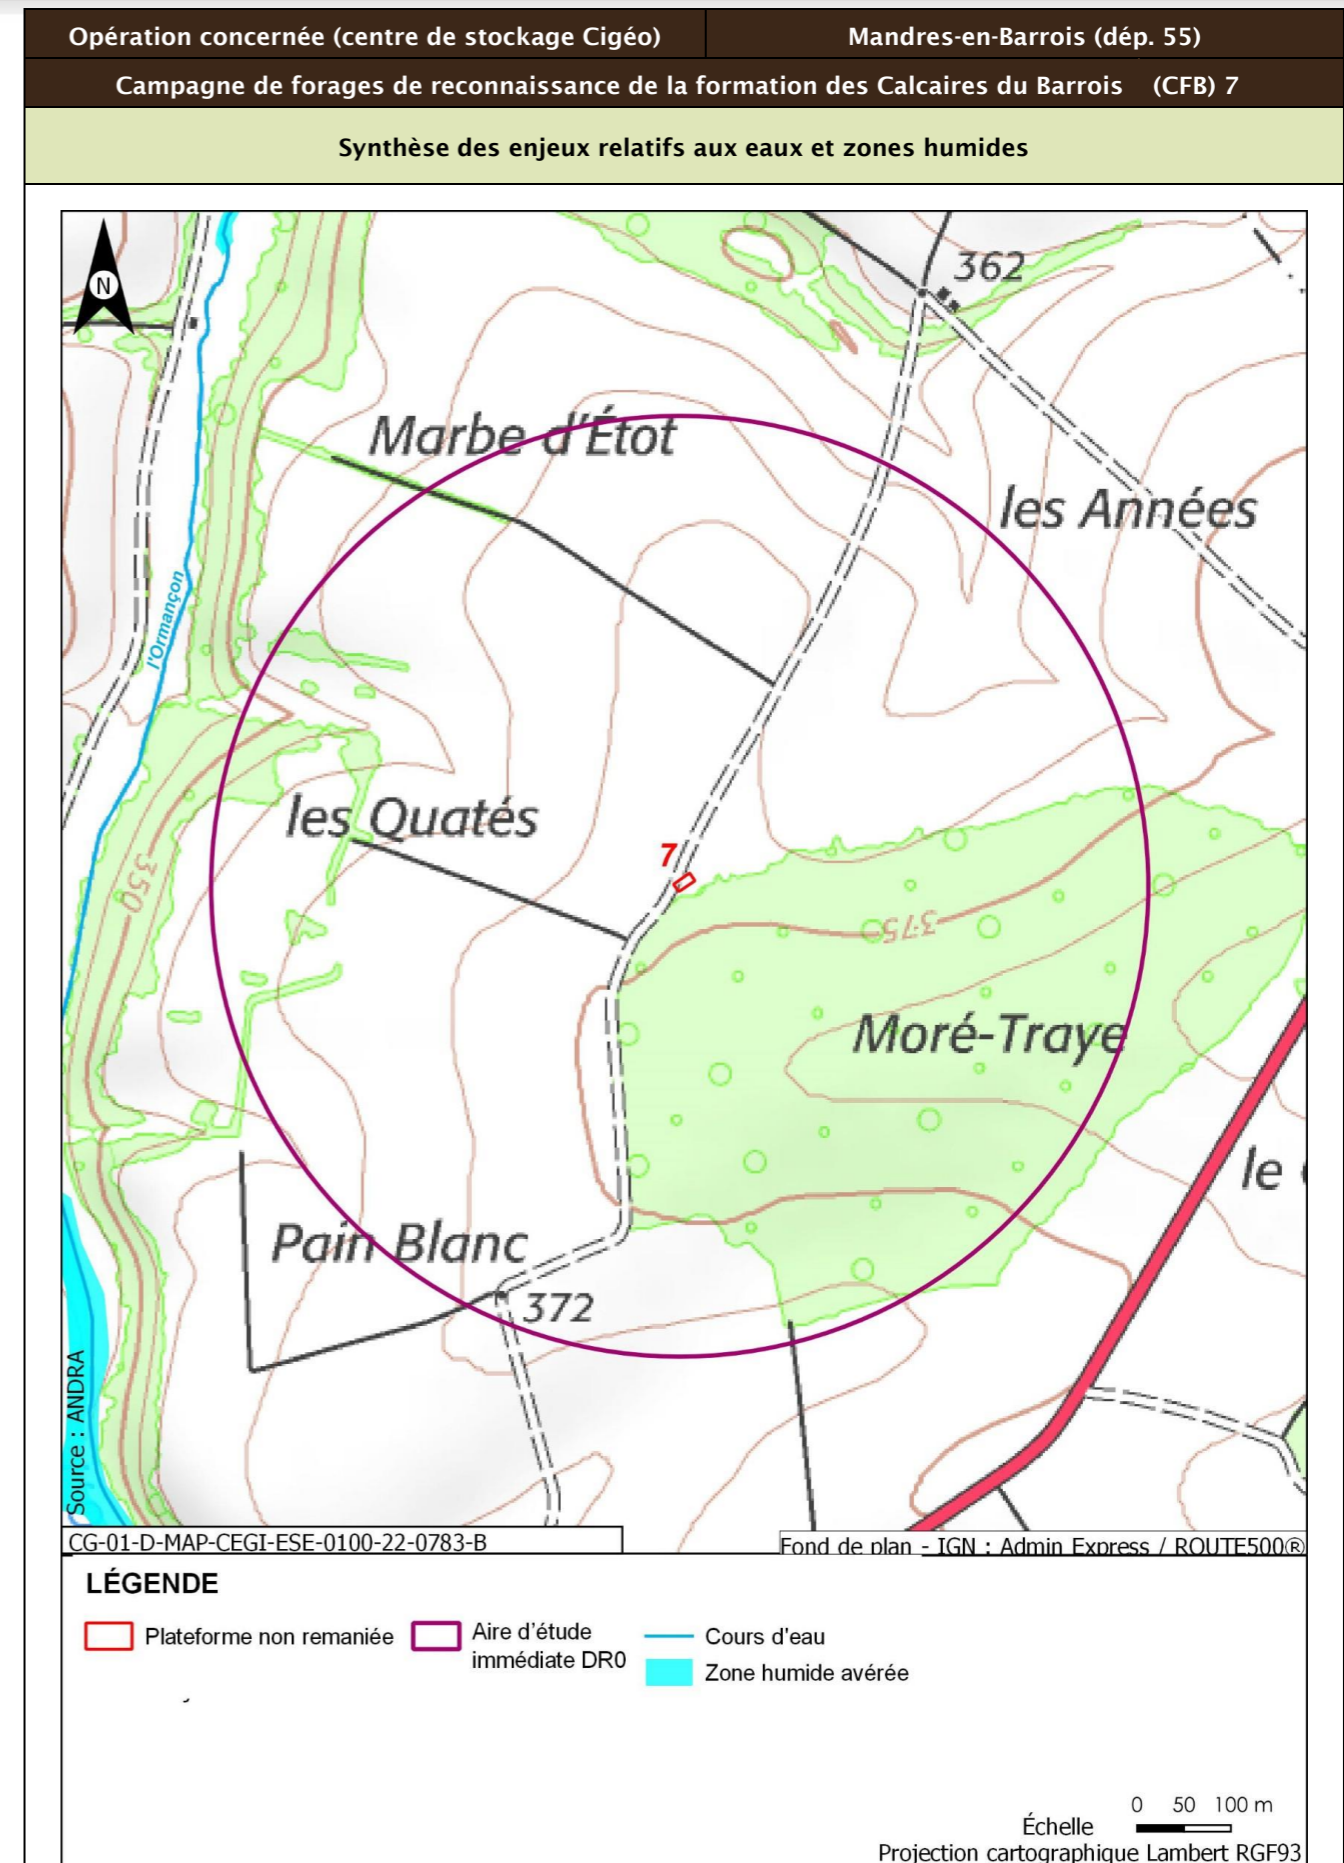 Opération concernée (centre de stockage Cigéo)
Mandres-en-Barrois (dép. 55)
Campagne de forages de reconnaissance de la formation des Calcaires du Barrois (CFB) 7
Synthèse des enjeux relatifs aux eaux et zones humides
N
362
Marbe d'Étot
les Années
l'Ormançon
les Quatés
7
350
375
Moré-Traye
le
Pain Blanc
372
Source : ANDRA
CG-01-D-MAP-CEGI-ESE-0100-22-0783-B
Fond de plan - IGN : Admin Express / ROUTE500®
LÉGENDE
Plateforme non remaniée
Aire d'étude
immédiate DR0
Cours d'eau
Zone humide avérée
0 50 100 m
Échelle
Projection cartographique Lambert RGF93